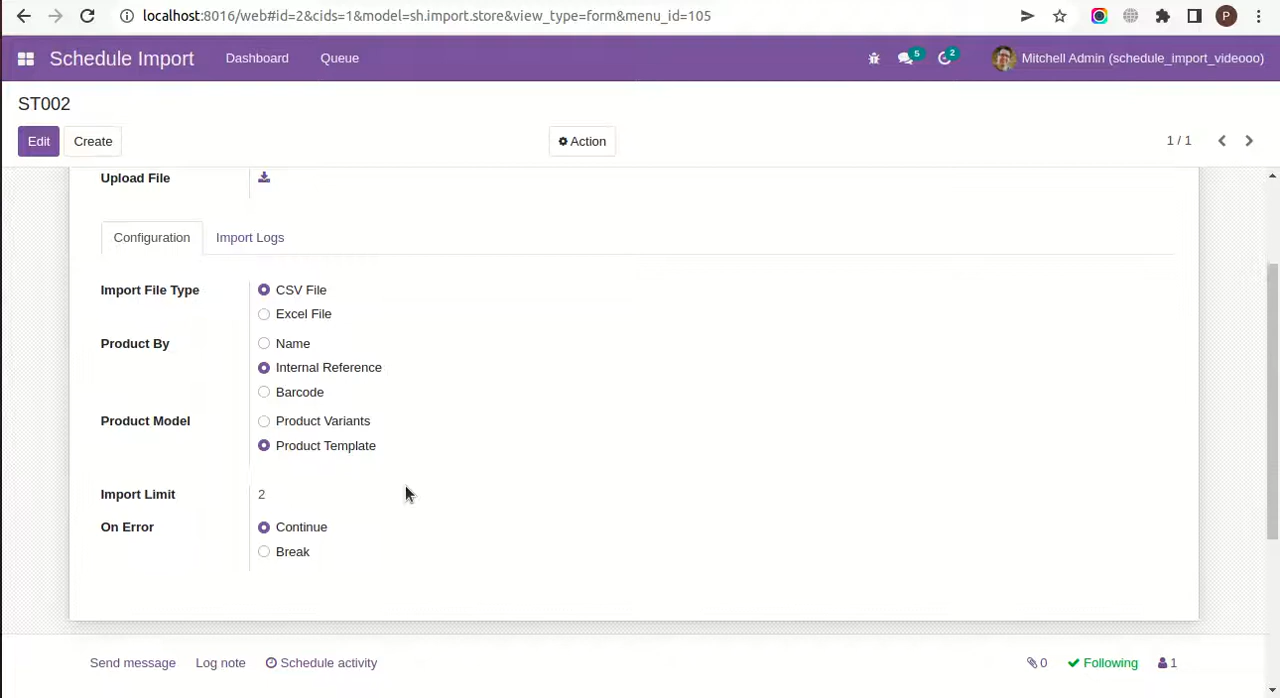 localhost:8016/web#id=2&cids=1&model=sh.import.store&view_type=form&menu_id=105
P
Schedule Import Dashboard Queue 5 2 Mitchell Admin (schedule_import_videooo)
ST002
Edit Create Action 1 / 1
Upload File
Configuration Import Logs
Import File Type CSV File
Excel File
Product By Name
Internal Reference
Barcode
Product Model Product Variants
Product Template
Import Limit 2
On Error Continue
Break
Send message Log note Schedule activity 0 Following 1